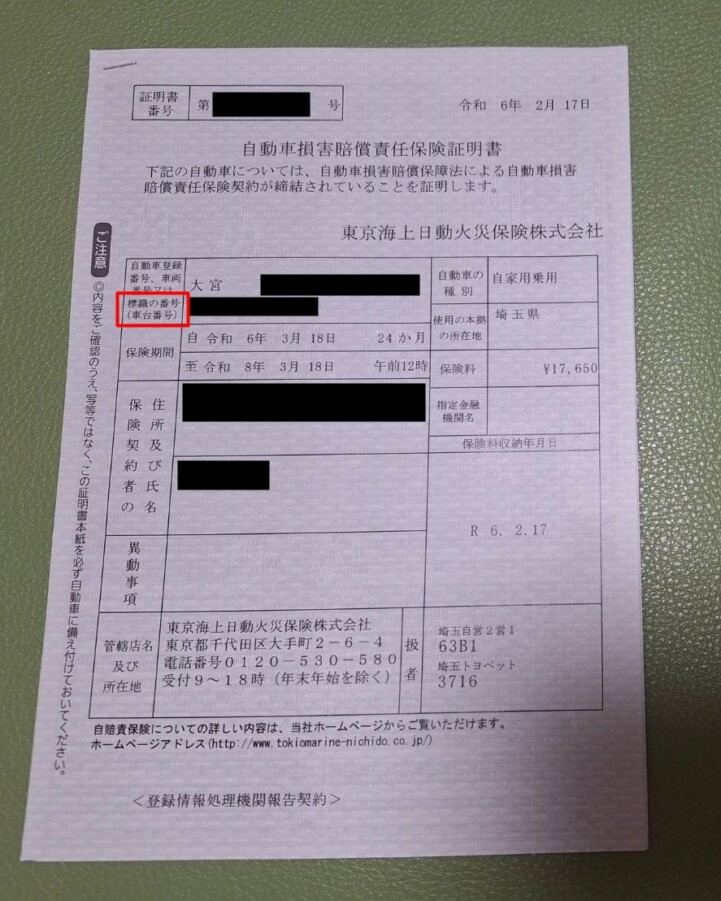 証明書
番号
第
号
令和 6年 2月 17日
自動車損害賠償責任保険証明書
下記の自動車については、自動車損害賠償保障法による自動車損害
賠償責任保険契約が締結されていることを証明します。
東京海上日動火災保険株式会社
ご注意
◎内容をご確認のうえ、写等ではなく、この証明書本紙を必ず自動車に備え付けておいてください。
自動車登録
番号、車両
番号又は
標識の番号
(車台番号)
大宮
自動車の
種別
自家用乗用
使用の本拠
の所在地
埼玉県
保険期間
自 令和 6年 3月 18日 24か月
至 令和 8年 3月 18日 午前12時
保険料
¥17,650
保険契約者の
住所及び氏名
指定金融
機関名
保険料収納年月日
R 6. 2.17
異動事項
管轄店名
及び
所在地
東京海上日動火災保険株式会社
東京都千代田区大手町2-6-4
電話番号0120-530-580
受付9~18時(年末年始を除く)
扱者
埼玉自営2営1
63B1
埼玉トヨペット
3716
自賠責保険についての詳しい内容は、当社ホームページからご覧いただけます。
ホームページアドレス(http://www.tokiomarine-nichido.co.jp/)
<登録情報処理機関報告契約>